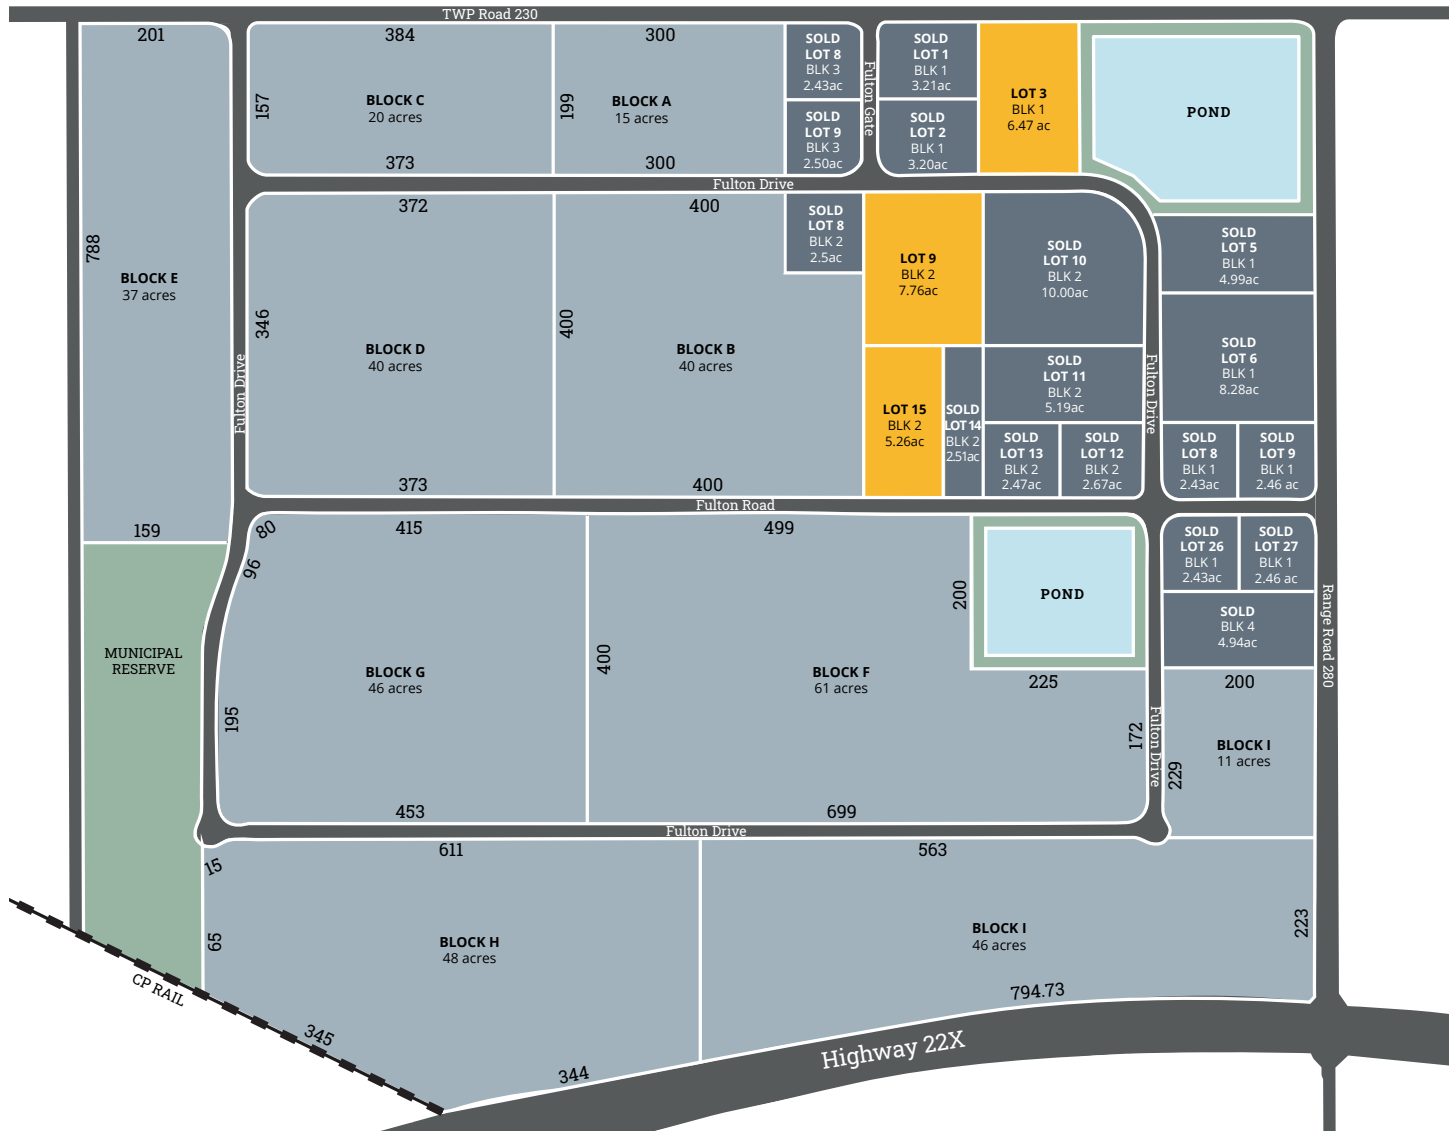 TWP Road 230
201
788
BLOCK E
37 acres
159
384
157
BLOCK C
20 acres
373
300
199
BLOCK A
15 acres
300
SOLD
LOT 8
BLK 3
2.43ac
SOLD
LOT 9
BLK 3
2.50ac
Fulton Gate
SOLD
LOT 1
BLK 1
3.21ac
SOLD
LOT 2
BLK 1
3.20ac
LOT 3
BLK 1
6.47 ac
POND
Fulton Drive
372
346
BLOCK D
40 acres
373
400
400
BLOCK B
40 acres
400
SOLD
LOT 8
BLK 2
2.5ac
LOT 9
BLK 2
7.76ac
SOLD
LOT 10
BLK 2
10.00ac
SOLD
LOT 5
BLK 1
4.99ac
SOLD
LOT 6
BLK 1
8.28ac
Fulton Drive
LOT 15
BLK 2
5.26ac
SOLD
LOT 14
BLK 2
2.51ac
SOLD
LOT 11
BLK 2
5.19ac
SOLD
LOT 13
BLK 2
2.47ac
SOLD
LOT 12
BLK 2
2.67ac
Fulton Drive
SOLD
LOT 8
BLK 1
2.43ac
SOLD
LOT 9
BLK 1
2.46 ac
Fulton Road
80
96
415
195
BLOCK G
46 acres
453
499
400
BLOCK F
61 acres
699
200
POND
225
172
SOLD
LOT 26
BLK 1
2.43ac
SOLD
LOT 27
BLK 1
2.46 ac
SOLD
BLK 4
4.94ac
Range Road 280
200
229
BLOCK I
11 acres
Fulton Drive
MUNICIPAL
RESERVE
Fulton Drive
15
65
611
BLOCK H
48 acres
345
344
563
BLOCK I
46 acres
223
794.73
CP RAIL
Highway 22X